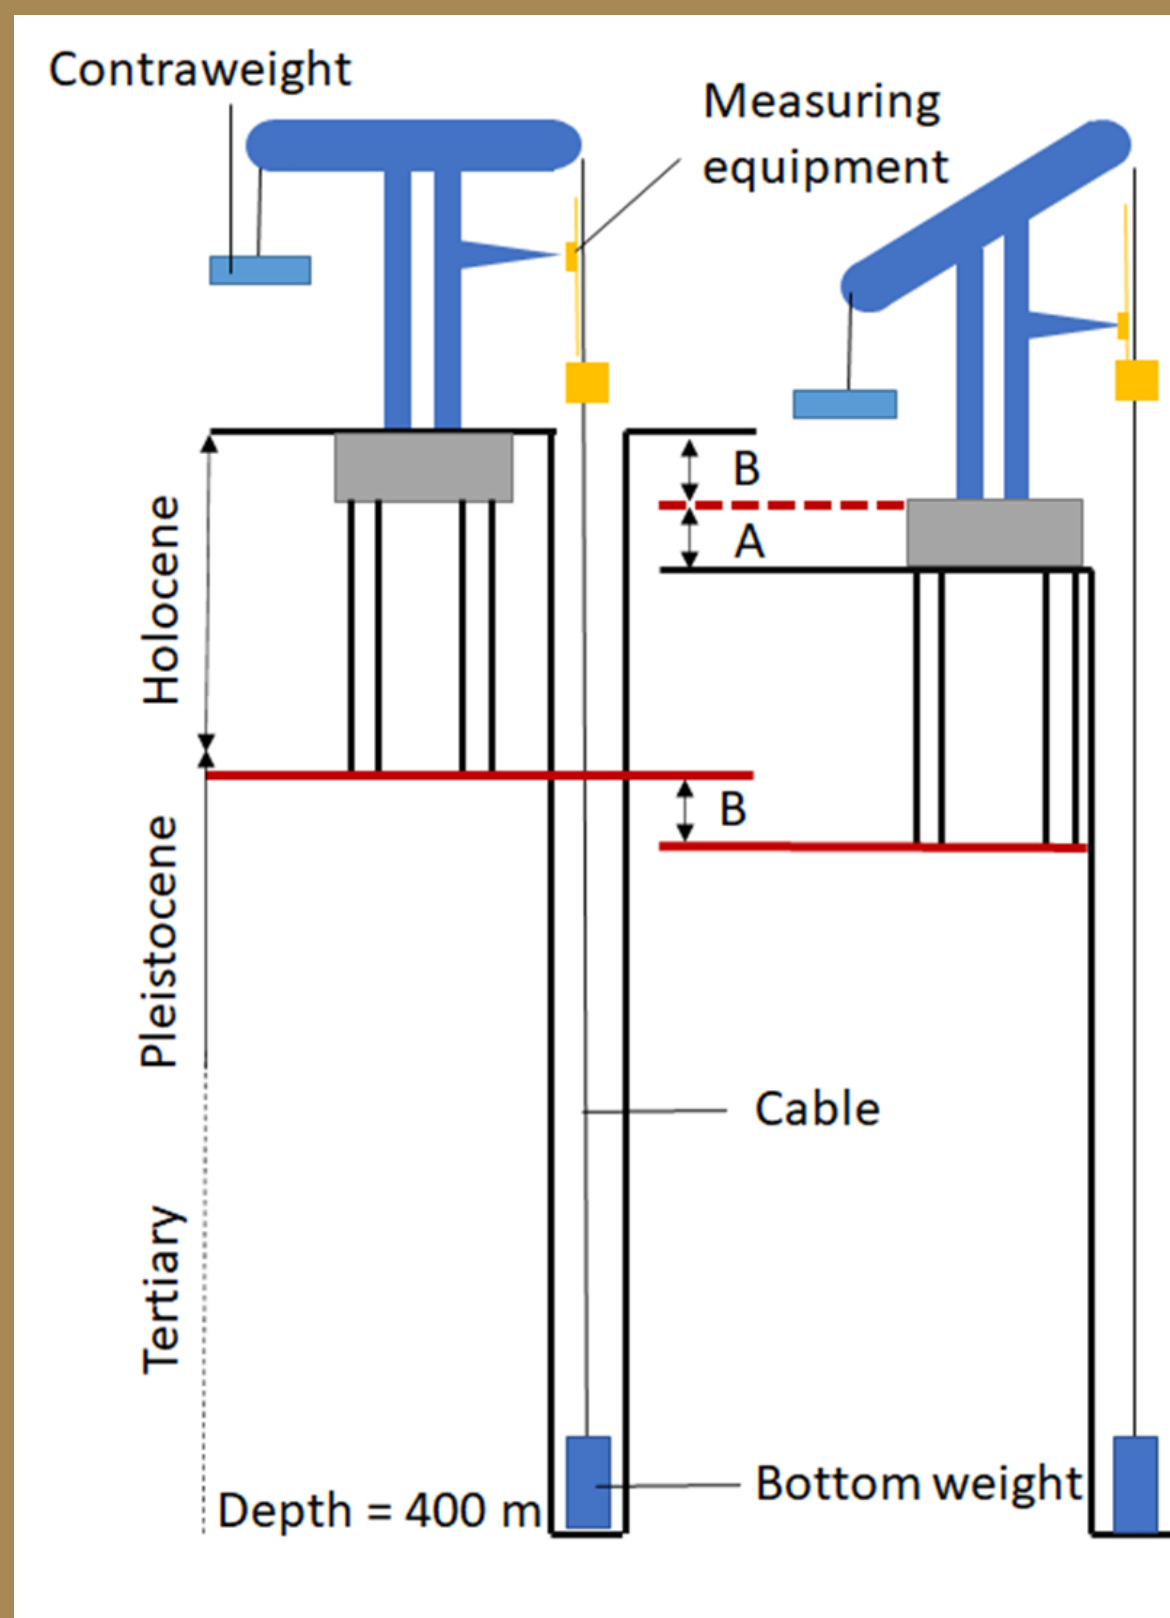 Contraweight
Measuring
equipment
B
A
Holocene
B
Pleistocene
Cable
Tertiary
Bottom weight
Depth = 400 m